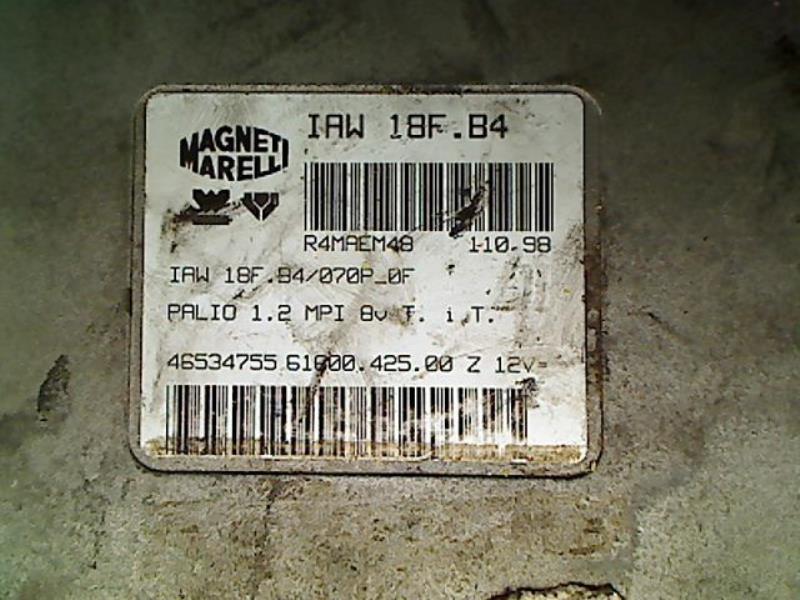 MAGNETI
MARELLI
IAW 18F.B4
R4MAEM48 1-10.98
IAW 18F.B4/070P_0F
PALIO 1.2 MPI 8v T. i.T.
46534755 61600.425.00 Z 12V=